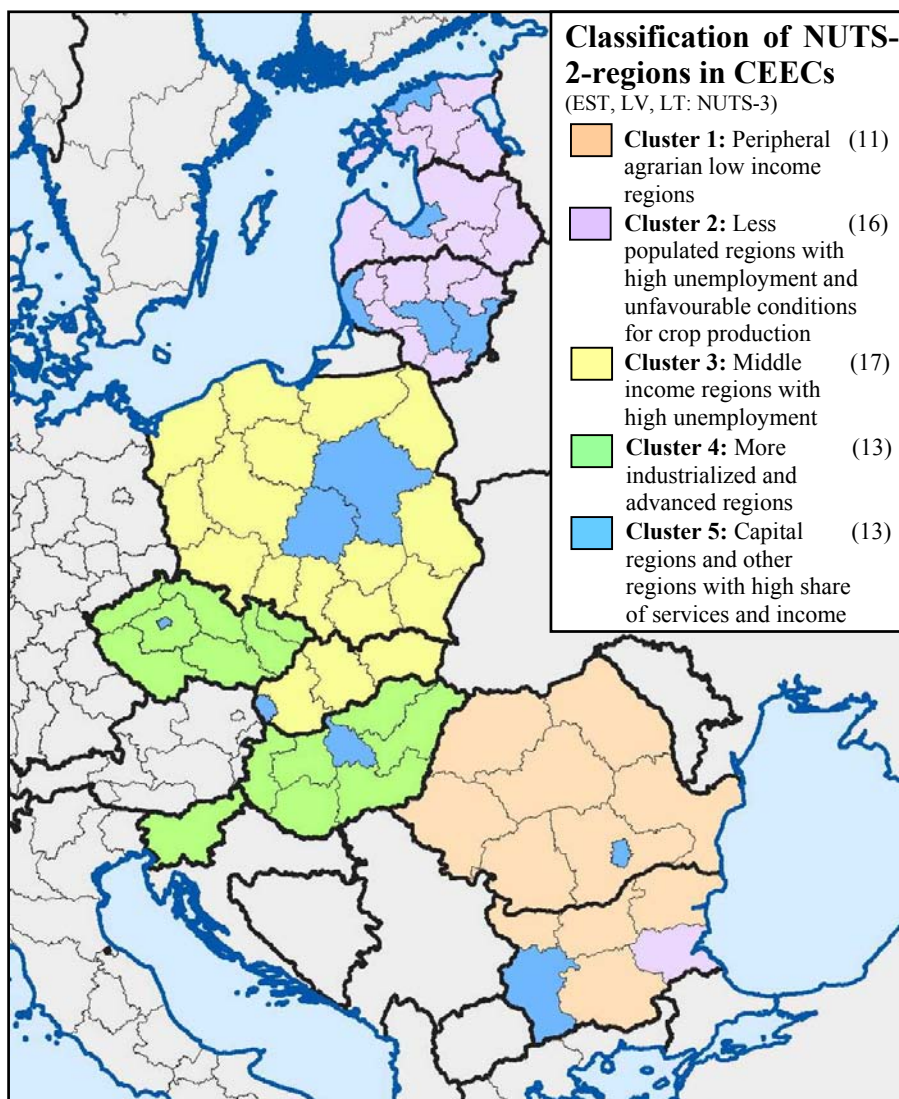 Classification of NUTS-
2-regions in CEECs
(EST, LV, LT: NUTS-3)
Cluster 1: Peripheral (11)
agrarian low income
regions
Cluster 2: Less (16)
populated regions with
high unemployment and
unfavourable conditions
for crop production
Cluster 3: Middle (17)
income regions with
high unemployment
Cluster 4: More (13)
industrialized and
advanced regions
Cluster 5: Capital (13)
regions and other
regions with high share
of services and income